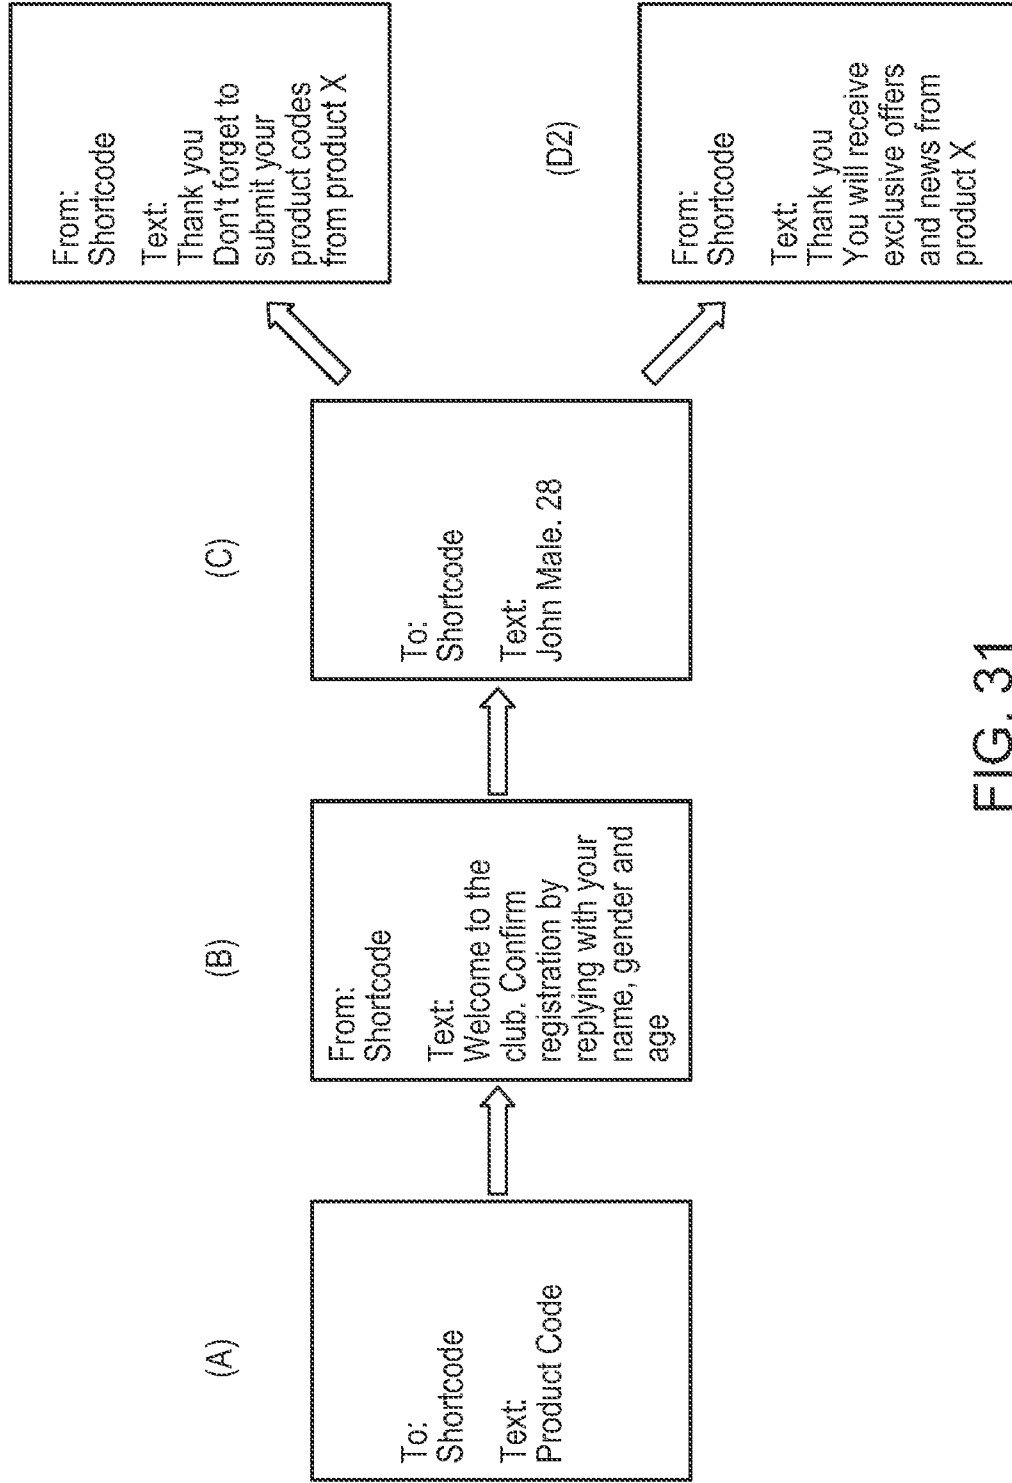 (A)
To:
Shortcode
Text:
Product Code
(B)
From:
Shortcode
Text:
Welcome to the
club. Confirm
registration by
replying with your
name, gender and
age
(C)
To:
Shortcode
Text:
John Male. 28
From:
Shortcode
Text:
Thank you
Don't forget to
submit your
product codes
from product X
(D2)
From:
Shortcode
Text:
Thank you
You will receive
exclusive offers
and news from
product X
FIG. 31